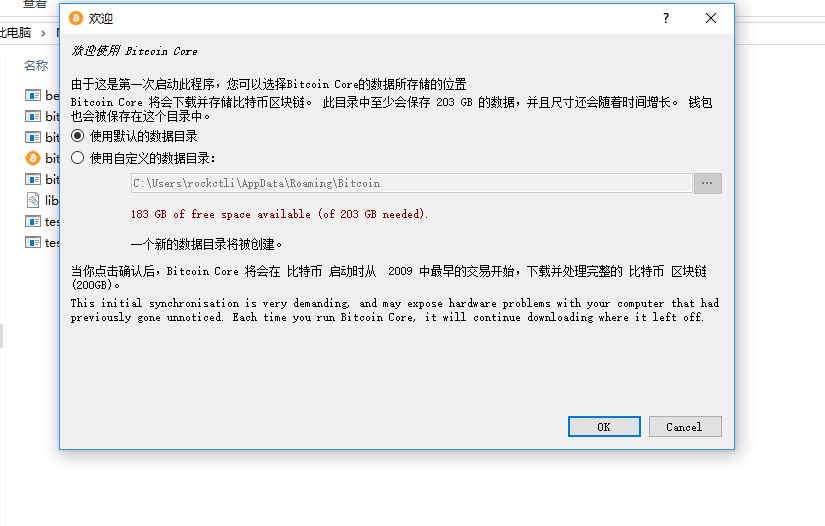 查看
欢迎
此电脑
欢迎使用 Bitcoin Core
名称
由于这是第一次启动此程序，您可以选择Bitcoin Core的数据所存储的位置
Bitcoin Core 将会下载并存储比特币区块链。 此目录中至少会保存 203 GB 的数据，并且尺寸还会随着时间增长。 钱包
也会被保存在这个目录中。
be
bit
bit
bit
bit
lib
tes
tes
使用默认的数据目录
使用自定义的数据目录：
C:\Users\rockctli\AppData\Roaming\Bitcoin
...
183 GB of free space available (of 203 GB needed).
一个新的数据目录将被创建。
当你点击确认后，Bitcoin Core 将会在 比特币 启动时从 2009 中最早的交易开始，下载并处理完整的 比特币 区块链
(200GB)。
This initial synchronisation is very demanding, and may expose hardware problems with your computer that had
previously gone unnoticed. Each time you run Bitcoin Core, it will continue downloading where it left off.
OK
Cancel